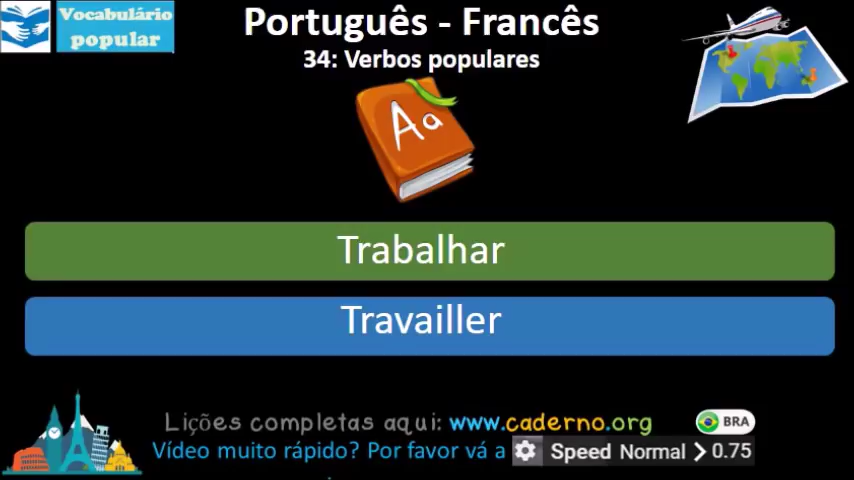 Vocabulário
popular
Português - Francês
34: Verbos populares
Aa
Trabalhar
Travailler
Lições completas aqui: www.caderno.org
BRA
Vídeo muito rápido? Por favor vá a Speed Normal > 0.75